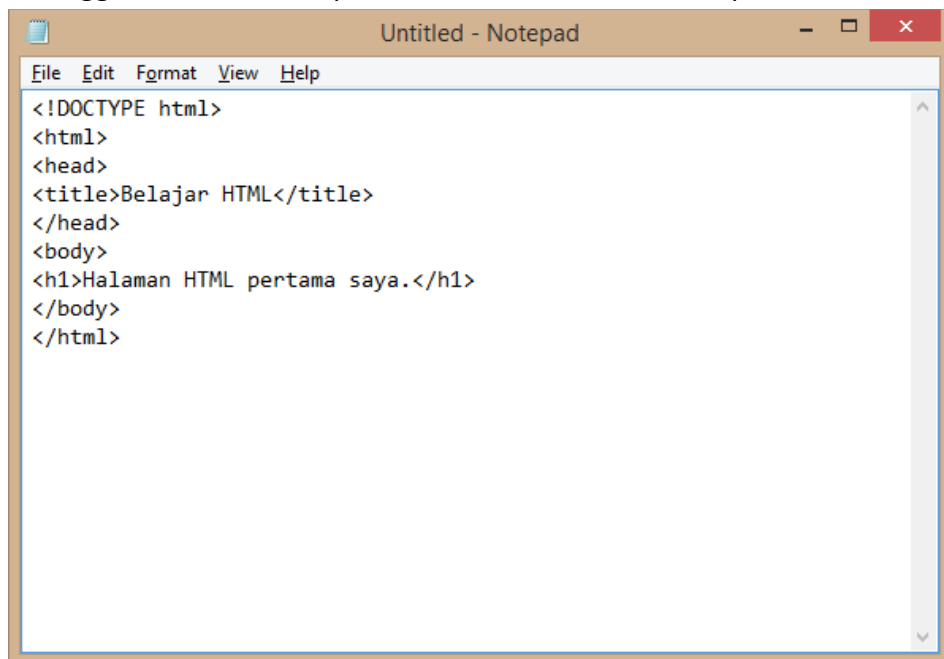 Untitled - Notepad
File Edit Format View Help
<!DOCTYPE html>
<html>
<head>
<title>Belajar HTML</title>
</head>
<body>
<h1>Halaman HTML pertama saya.</h1>
</body>
</html>